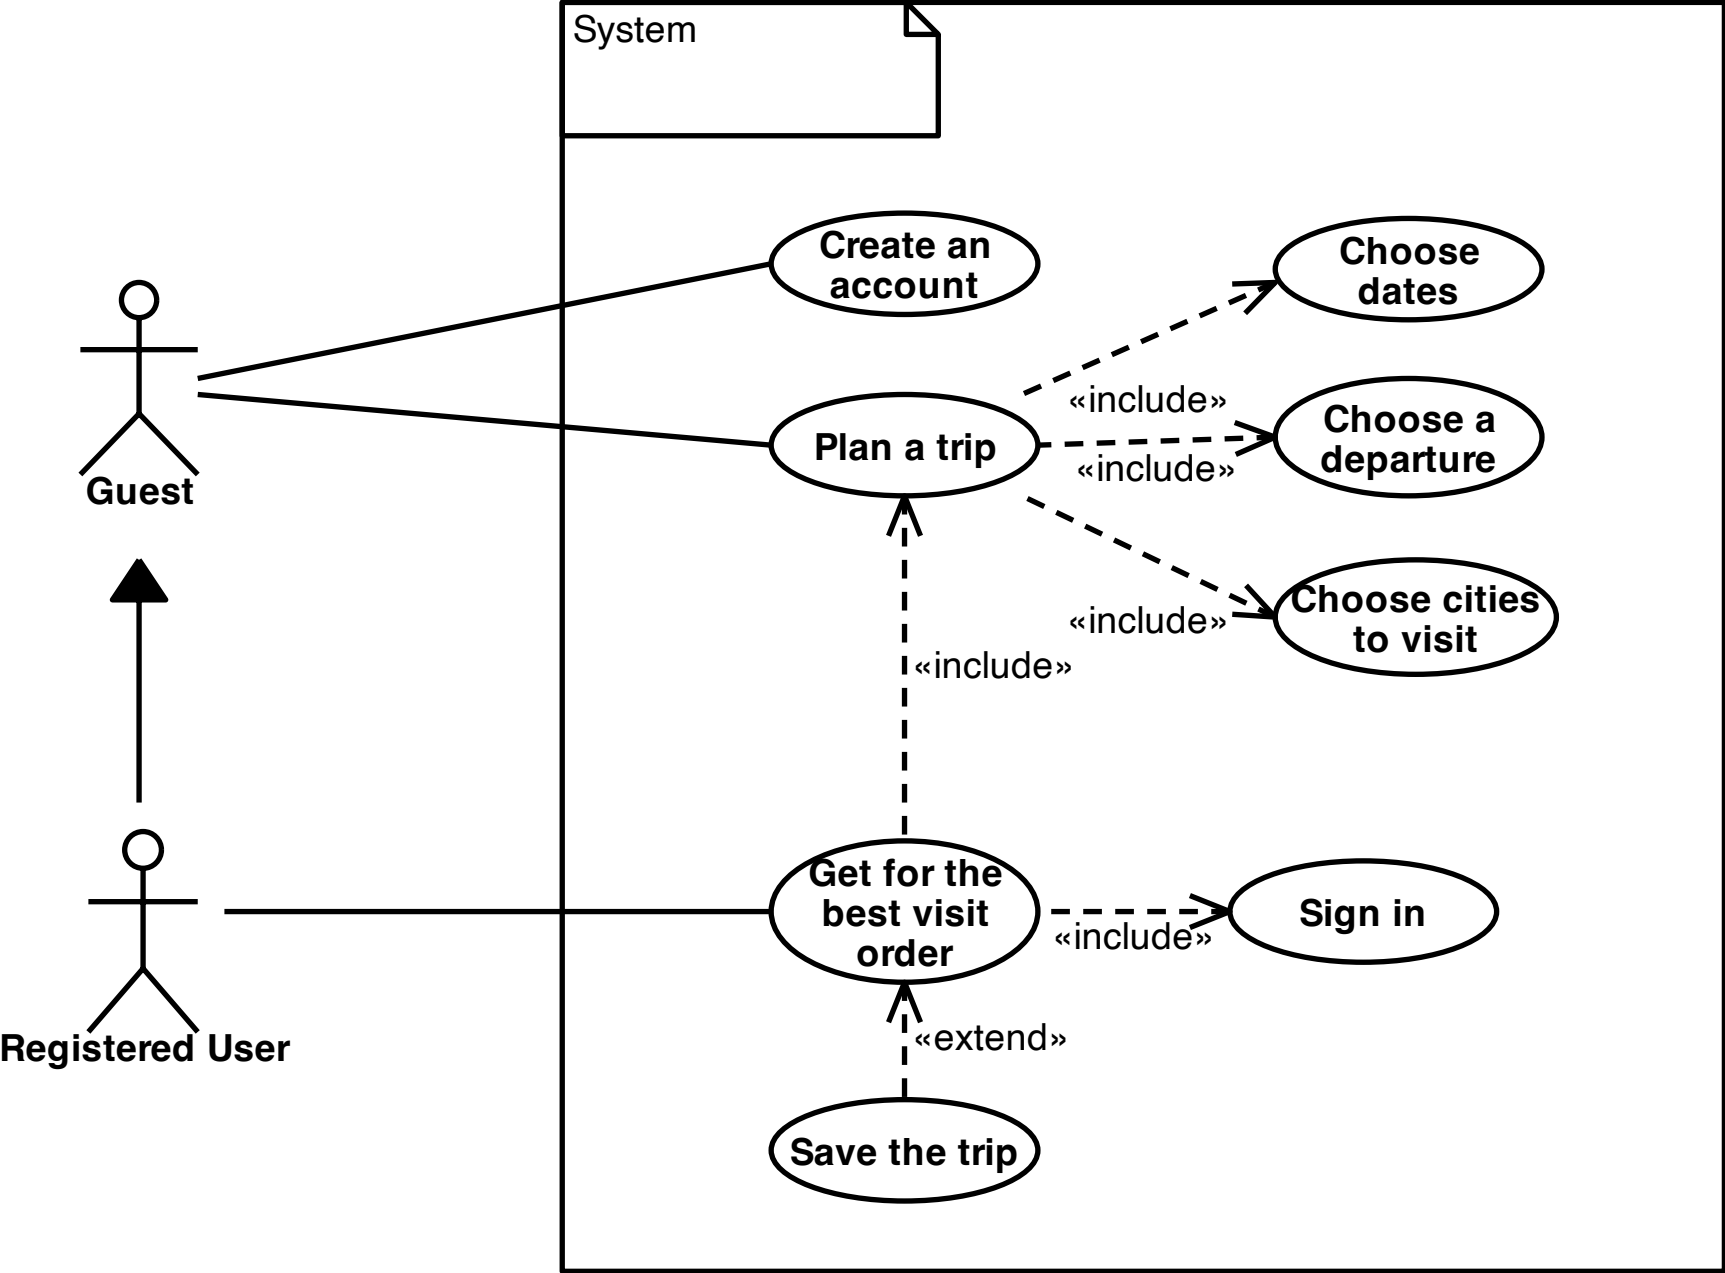 System
Create an
account
Choose
dates
«include»
Choose a
departure
Plan a trip
«include»
Guest
Choose cities
to visit
«include»
«include»
Get for the
best visit
order
Sign in
«include»
Registered User
«extend»
Save the trip